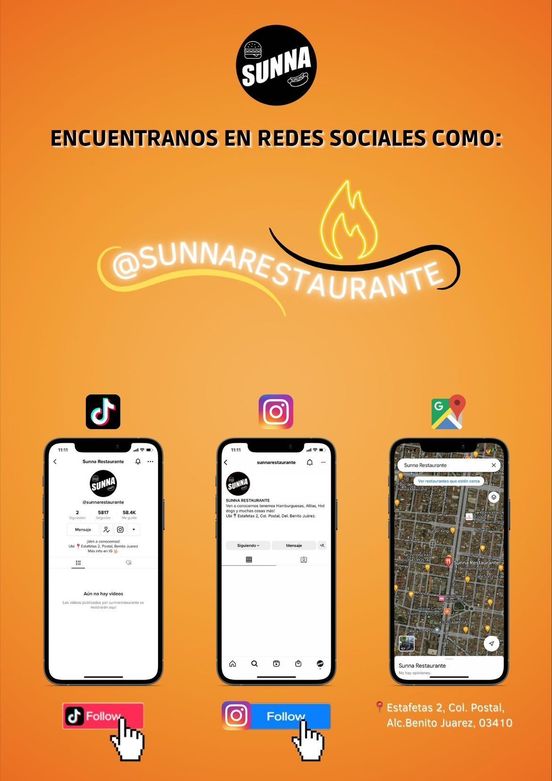 SUNNA
ENCUENTRANOS EN REDES SOCIALES COMO:
@SUNNARESTAURANTE
11:11
Sunna Restaurante
SUNNA
@sunnarestaurante
2 5817 58.4K
Siguiendo
Mensaje
¡Ven a conocernos!
Ubi📍Estafetas 2, Postal, Benito Juarez
Más info en IG
Aún no hay videos
Los videos publicados por sunnarestaurante se
mostrarán aquí
Follow
11:11
sunnarestaurante
SUNNA
SUNNA RESTAURANTE
Ven a conocernos tenemos Hamburguesas, Alitas, Hot
dogs y muchas cosas más!
Ubi📍Estafetas 2, Col. Postal, Del. Benito Juárez.
Siguiendo Mensaje
Follow
11:11
Sunna Restaurante
Ver restaurantes que estén cerca
Sunna Restaurante
Sunna Restaurante
No hay opiniones
Estafetas 2, Col. Postal,
Alc.Benito Juarez, 03410